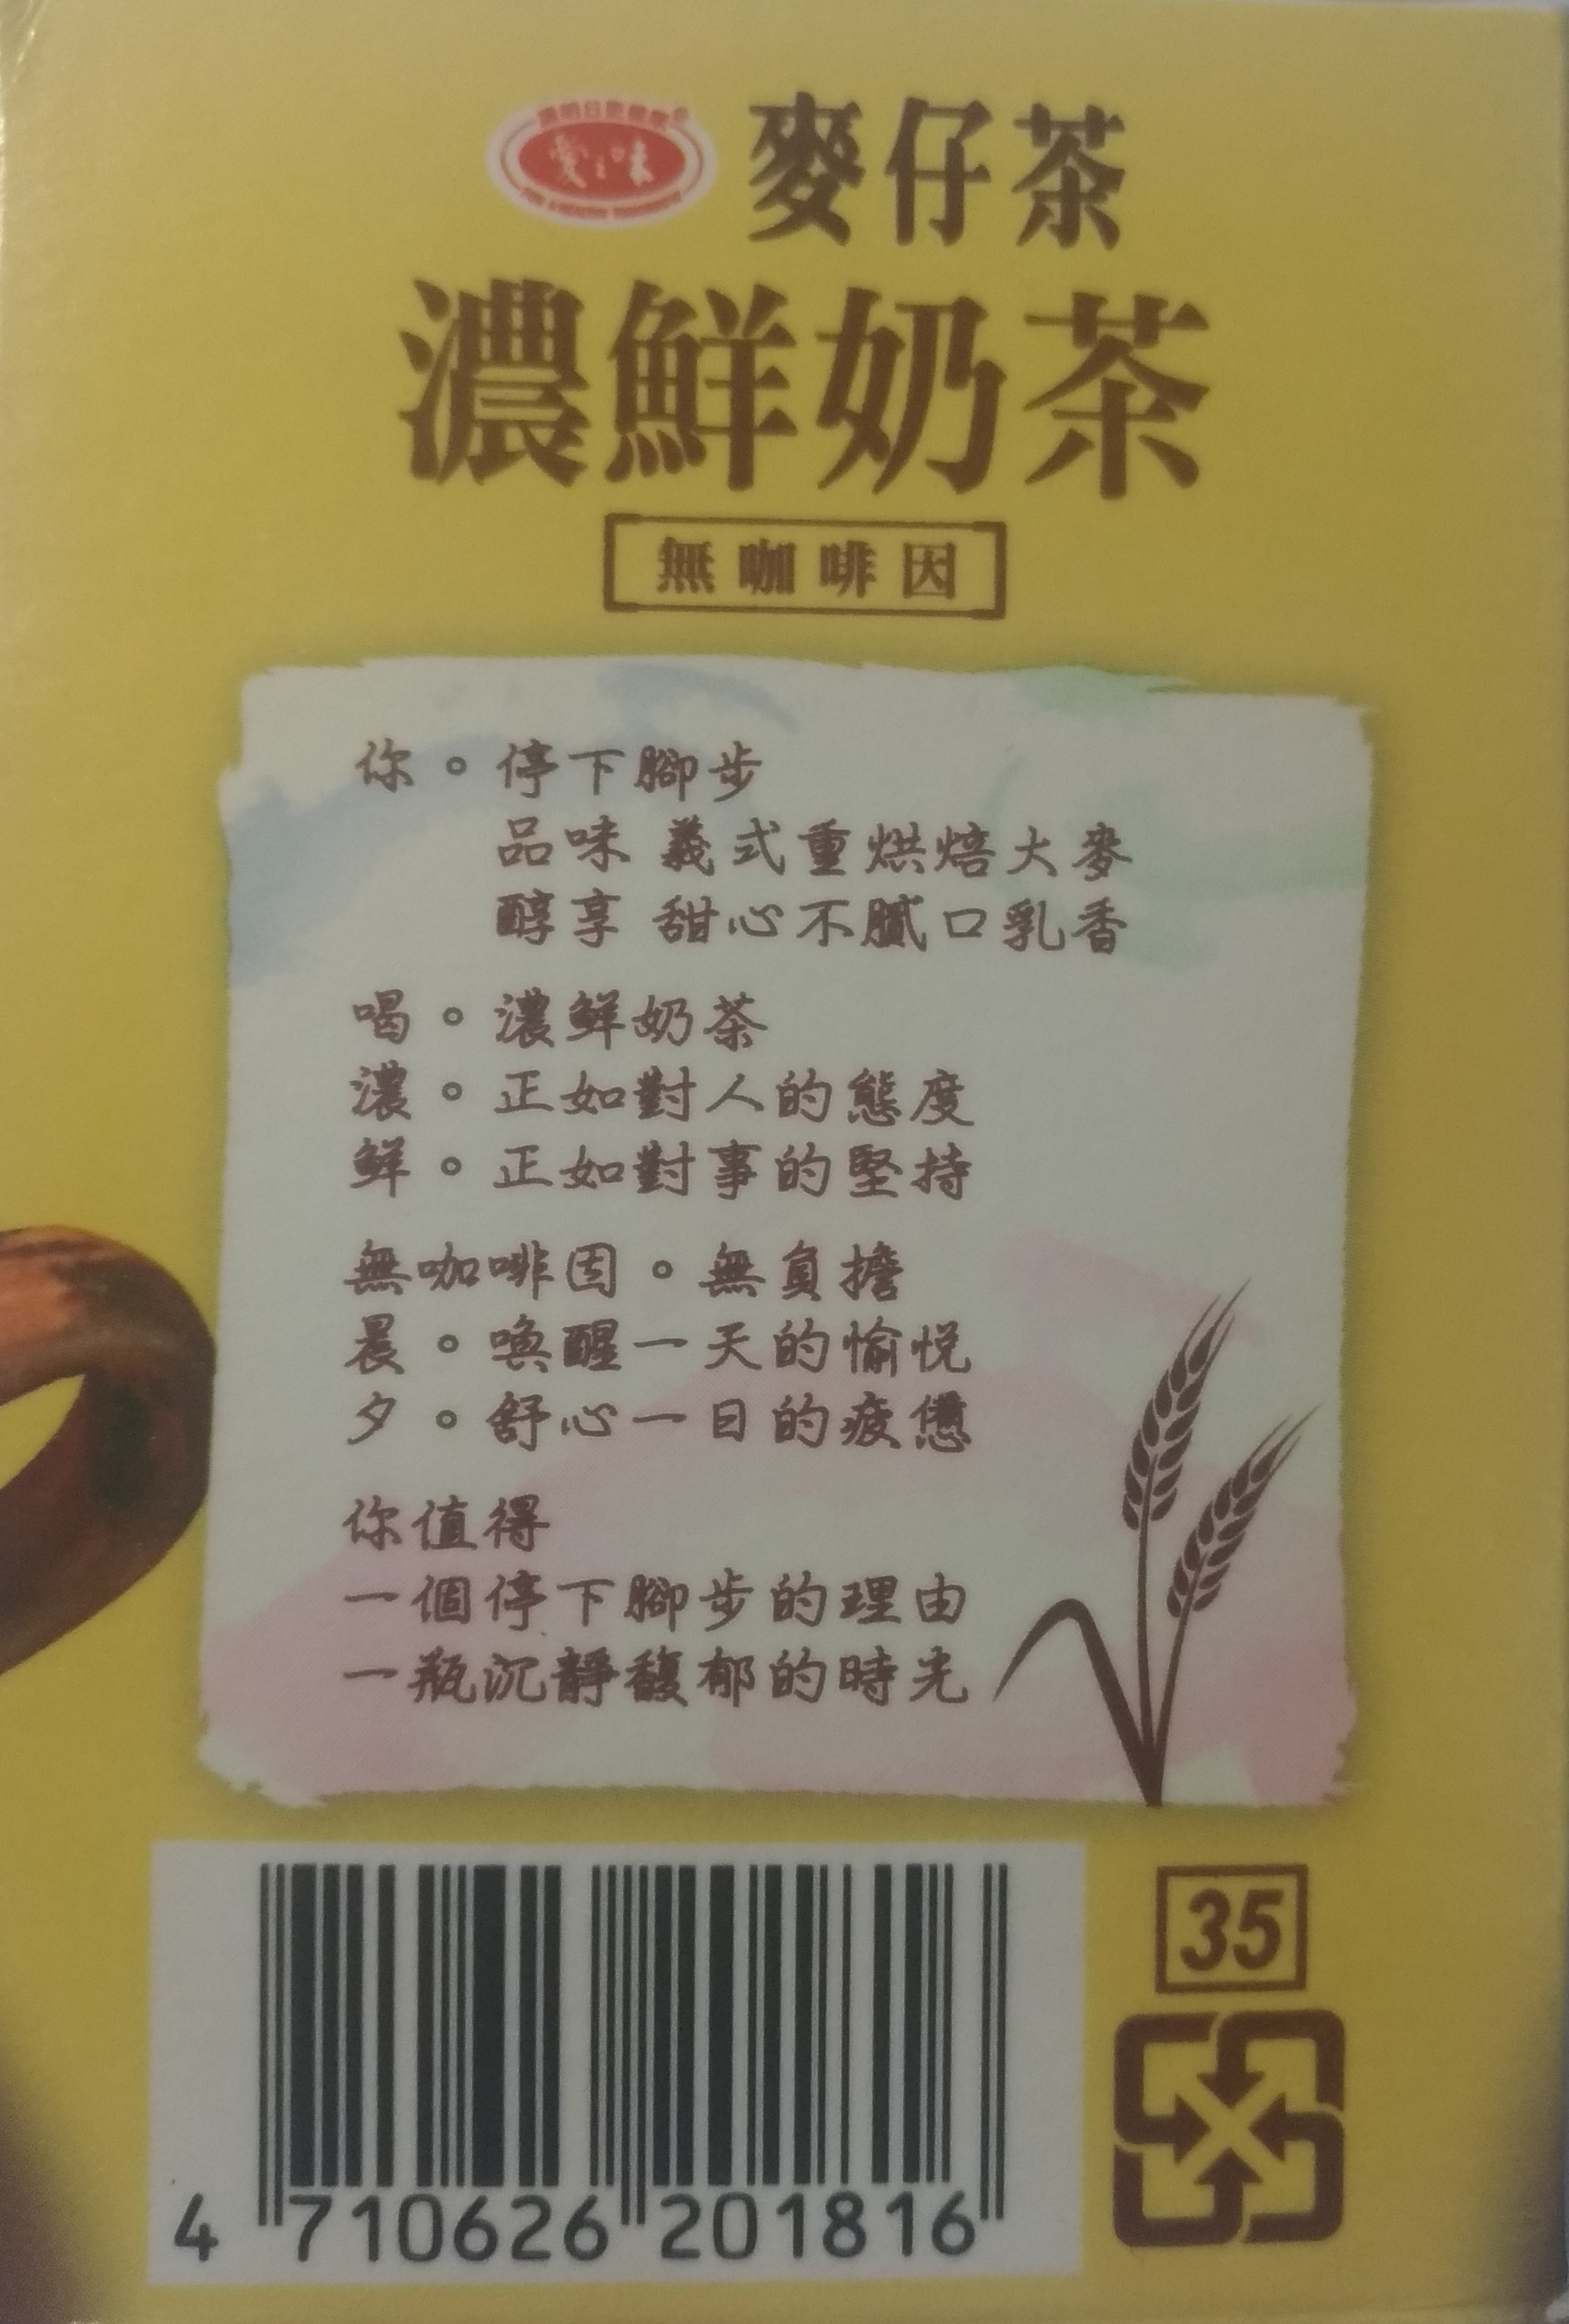 愛之味 麥仔茶
濃鮮奶茶
無咖啡因
你。停下腳步
品味 義式重烘焙大麥
醇享 甜心不膩口乳香
喝。濃鮮奶茶
濃。正如對人的態度
鮮。正如對事的堅持
無咖啡因。無負擔
晨。喚醒一天的愉悅
夕。舒心一日的疲憊
你值得
一個停下腳步的理由
一瓶沉靜馥郁的時光
35
4 710626 201816